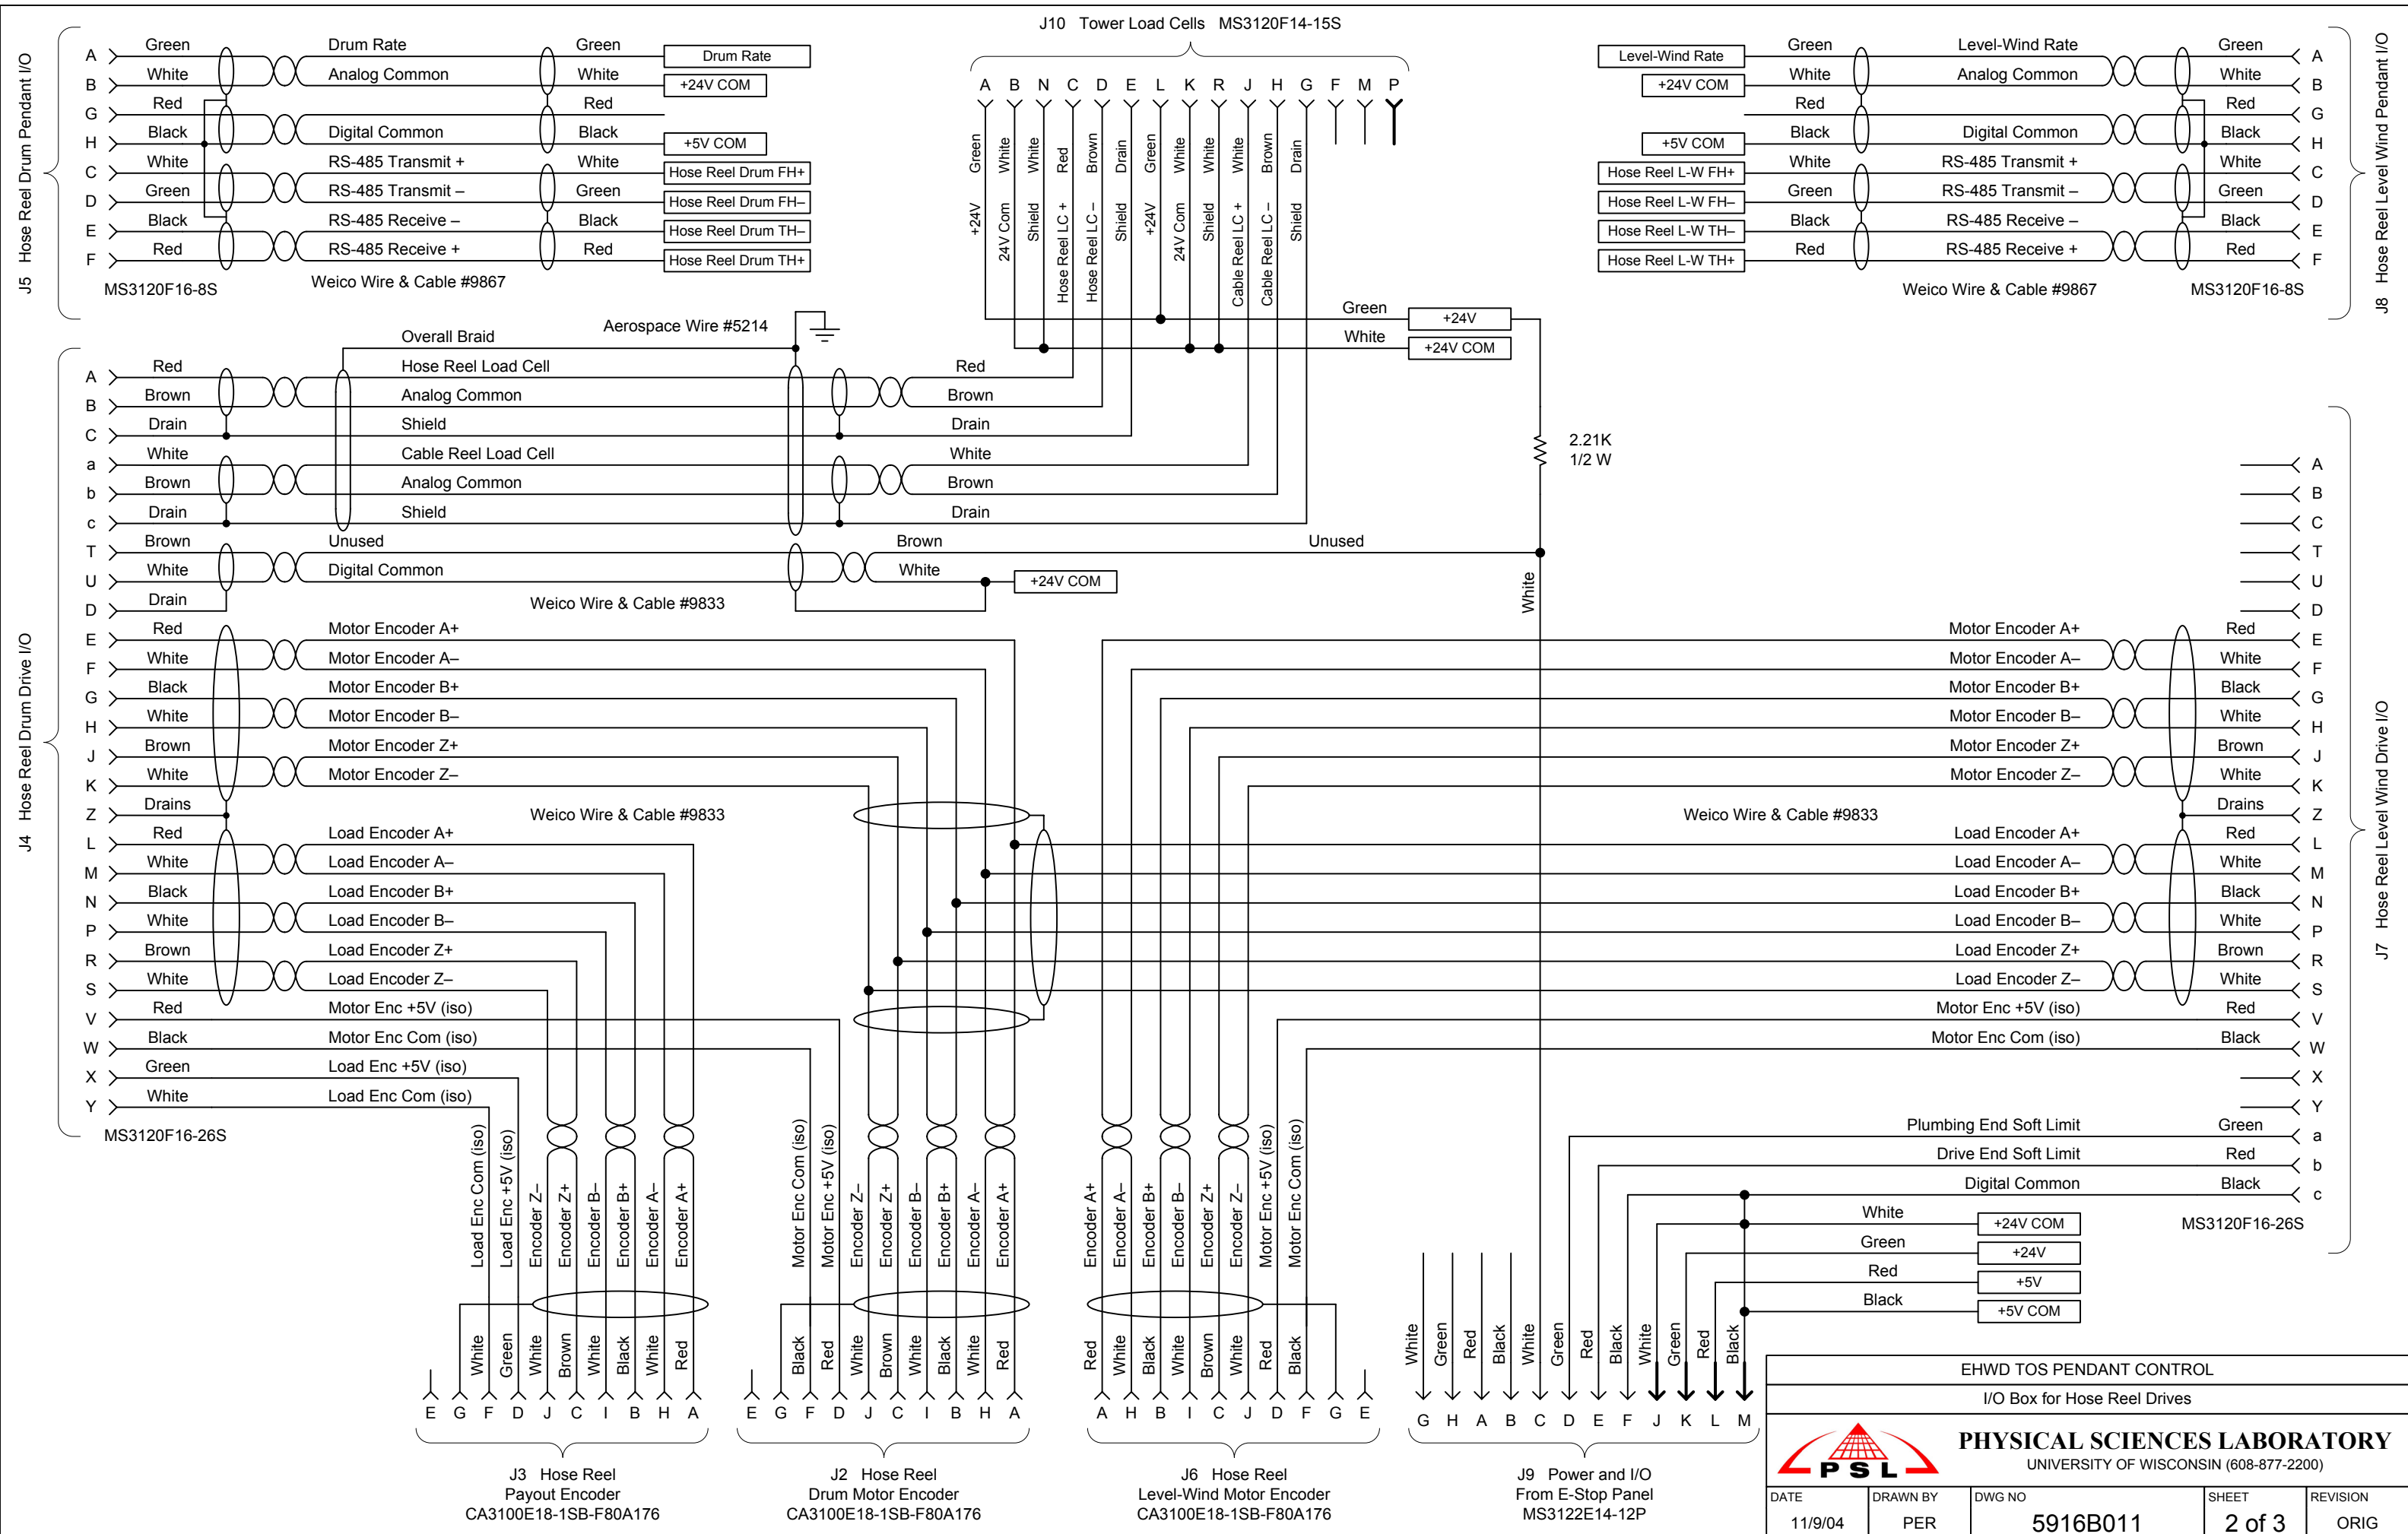 J10 Tower Load Cells MS3120F14-15S
A B N C D E L K R J H G F M P
Green White White Red Brown Drain Green White White White Brown Drain
+24V 24V Com Shield Hose Reel LC + Hose Reel LC – Shield +24V 24V Com Shield Cable Reel LC + Cable Reel LC – Shield
Green +24V
White +24V COM
2.21K
1/2 W
White
J5 Hose Reel Drum Pendant I/O
A Green Drum Rate Green Drum Rate
B White Analog Common White +24V COM
G Red Red
H Black Digital Common Black +5V COM
C White RS-485 Transmit + White Hose Reel Drum FH+
D Green RS-485 Transmit – Green Hose Reel Drum FH–
E Black RS-485 Receive – Black Hose Reel Drum TH–
F Red RS-485 Receive + Red Hose Reel Drum TH+
MS3120F16-8S Weico Wire & Cable #9867
Level-Wind Rate Green Level-Wind Rate Green A
+24V COM White Analog Common White B
Red Red G
+5V COM Black Digital Common Black H
Hose Reel L-W FH+ White RS-485 Transmit + White C
Hose Reel L-W FH– Green RS-485 Transmit – Green D
Hose Reel L-W TH– Black RS-485 Receive – Black E
Hose Reel L-W TH+ Red RS-485 Receive + Red F
Weico Wire & Cable #9867 MS3120F16-8S
J8 Hose Reel Level Wind Pendant I/O
Overall Braid Aerospace Wire #5214
J4 Hose Reel Drum Drive I/O
A Red Hose Reel Load Cell Red
B Brown Analog Common Brown
C Drain Shield Drain
a White Cable Reel Load Cell White
b Brown Analog Common Brown
c Drain Shield Drain
T Brown Unused Brown Unused
U White Digital Common White +24V COM
D Drain Weico Wire & Cable #9833
E Red Motor Encoder A+
F White Motor Encoder A–
G Black Motor Encoder B+
H White Motor Encoder B–
J Brown Motor Encoder Z+
K White Motor Encoder Z–
Z Drains Weico Wire & Cable #9833
L Red Load Encoder A+
M White Load Encoder A–
N Black Load Encoder B+
P White Load Encoder B–
R Brown Load Encoder Z+
S White Load Encoder Z–
V Red Motor Enc +5V (iso)
W Black Motor Enc Com (iso)
X Green Load Enc +5V (iso)
Y White Load Enc Com (iso)
MS3120F16-26S
J7 Hose Reel Level Wind Drive I/O
A
B
C
T
U
D
Motor Encoder A+ Red E
Motor Encoder A– White F
Motor Encoder B+ Black G
Motor Encoder B– White H
Motor Encoder Z+ Brown J
Motor Encoder Z– White K
Weico Wire & Cable #9833 Drains Z
Load Encoder A+ Red L
Load Encoder A– White M
Load Encoder B+ Black N
Load Encoder B– White P
Load Encoder Z+ Brown R
Load Encoder Z– White S
Motor Enc +5V (iso) Red V
Motor Enc Com (iso) Black W
X
Y
Plumbing End Soft Limit Green a
Drive End Soft Limit Red b
Digital Common Black c
MS3120F16-26S
White +24V COM
Green +24V
Red +5V
Black +5V COM
Load Enc Com (iso) Load Enc +5V (iso) Encoder Z– Encoder Z+ Encoder B– Encoder B+ Encoder A– Encoder A+
White Green White Brown White Black White Red
E G F D J C I B H A
J3 Hose Reel
Payout Encoder
CA3100E18-1SB-F80A176
Motor Enc Com (iso) Motor Enc +5V (iso) Encoder Z– Encoder Z+ Encoder B– Encoder B+ Encoder A– Encoder A+
Black Red White Brown White Black White Red
E G F D J C I B H A
J2 Hose Reel
Drum Motor Encoder
CA3100E18-1SB-F80A176
Encoder A+ Encoder A– Encoder B+ Encoder B– Encoder Z+ Encoder Z– Motor Enc +5V (iso) Motor Enc Com (iso)
Red White Black White Brown White Red Black
A H B I C J D F G E
J6 Hose Reel
Level-Wind Motor Encoder
CA3100E18-1SB-F80A176
White Green Red Black White Green Red Black White Green Red Black
G H A B C D E F J K L M
J9 Power and I/O
From E-Stop Panel
MS3122E14-12P
EHWD TOS PENDANT CONTROL
I/O Box for Hose Reel Drives
PSL
PHYSICAL SCIENCES LABORATORY
UNIVERSITY OF WISCONSIN (608-877-2200)
DATE DRAWN BY DWG NO SHEET REVISION
11/9/04 PER 5916B011 2 of 3 ORIG